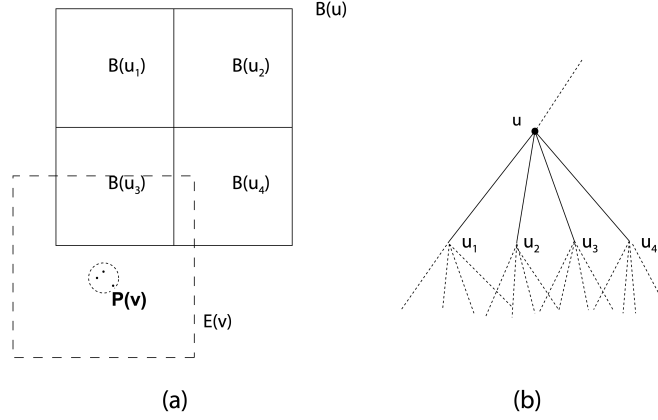 B(u)
B(u₁) B(u₂)
B(u₃) B(u₄)
P(v)
E(v)
(a)
u
u₁ u₂ u₃ u₄
(b)